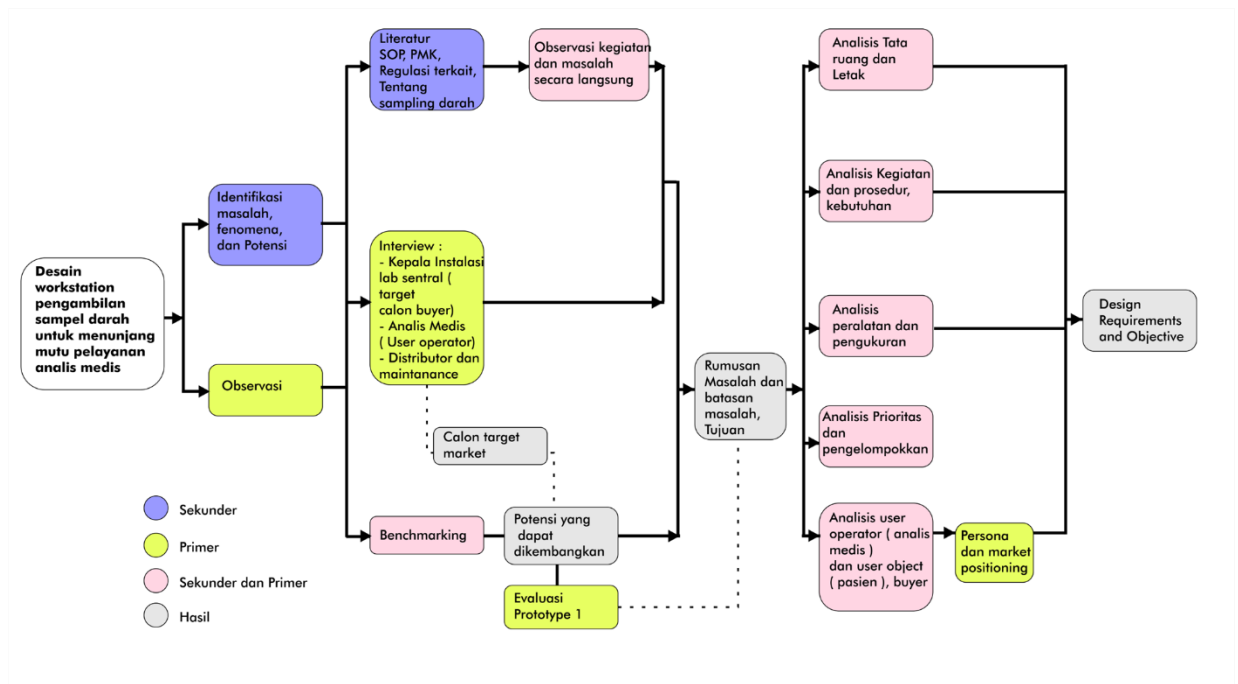 Desain
workstation
pengambilan
sampel darah
untuk menunjang
mutu pelayanan
analis medis
Identifikasi
masalah,
fenomena,
dan Potensi
Observasi
Literatur
SOP, PMK,
Regulasi terkait,
Tentang
sampling darah
Observasi kegiatan
dan masalah
secara langsung
Interview :
- Kepala Instalasi
lab sentral (
target
calon buyer)
- Analis Medis
( User operator)
- Distributor dan
maintanance
Calon target
market
Benchmarking
Potensi yang
dapat
dikembangkan
Evaluasi
Prototype 1
Rumusan
Masalah dan
batasan
masalah,
Tujuan
Analisis Tata
ruang dan
Letak
Analisis Kegiatan
dan prosedur,
kebutuhan
Analisis
peralatan dan
pengukuran
Analisis Prioritas
dan
pengelompokkan
Analisis user
operator ( analis
medis )
dan user object
( pasien ), buyer
Persona
dan market
positioning
Design
Requirements
and Objective
Sekunder
Primer
Sekunder dan Primer
Hasil